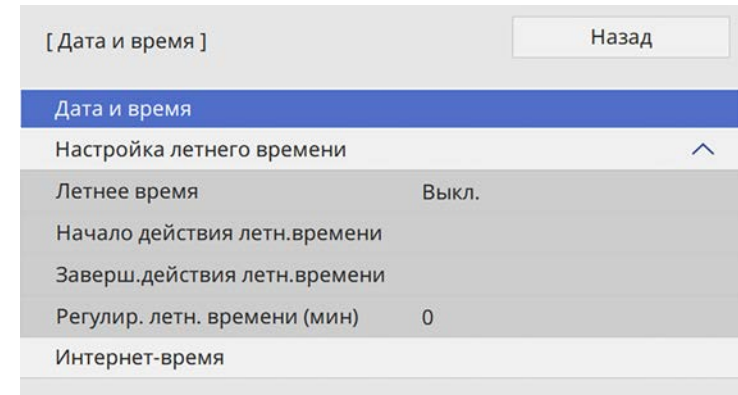 [ Дата и время ]
Назад
Дата и время
Настройка летнего времени
Летнее время Выкл.
Начало действия летн.времени
Заверш.действия летн.времени
Регулир. летн. времени (мин) 0
Интернет-время